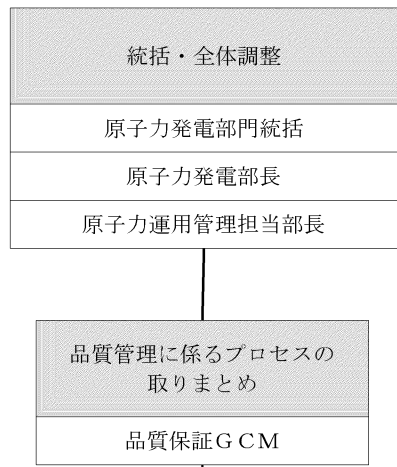 統括・全体調整
原子力発電部門統括
原子力発電部長
原子力運用管理担当部長
品質管理に係るプロセスの
取りまとめ
品質保証ＧＣＭ